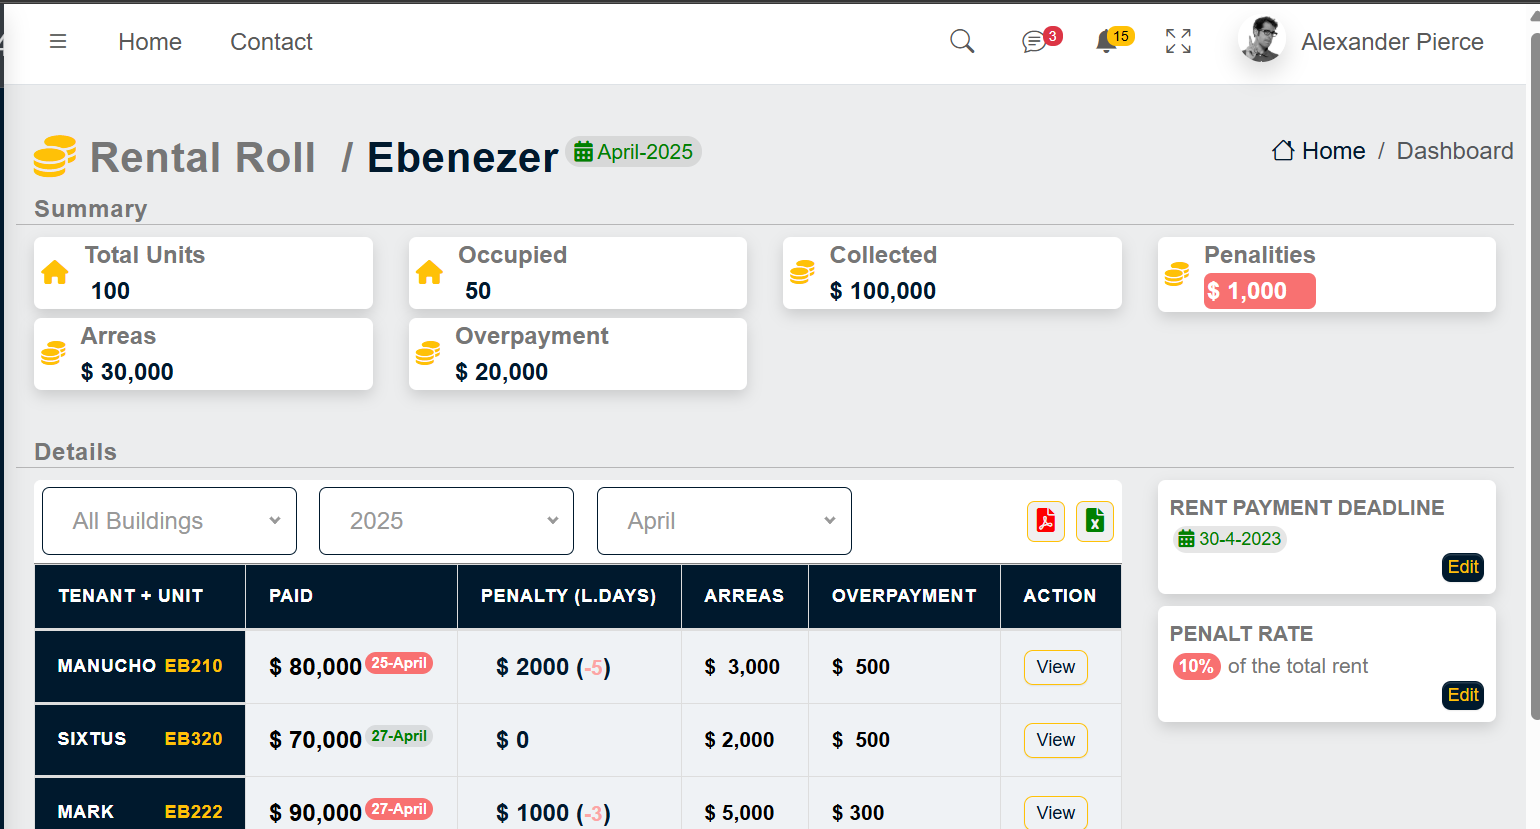 Home Contact 3 15 Alexander Pierce
Rental Roll / Ebenezer April-2025 Home / Dashboard
Summary
Total Units Occupied Collected Penalities
100 50 $ 100,000 $ 1,000
Arreas Overpayment
$ 30,000 $ 20,000
Details
All Buildings 2025 April
RENT PAYMENT DEADLINE
30-4-2023
Edit
TENANT + UNIT PAID PENALTY (L.DAYS) ARREAS OVERPAYMENT ACTION
MANUCHO EB210 $ 80,000 25-April $ 2000 (-5) $ 3,000 $ 500 View
SIXTUS EB320 $ 70,000 27-April $ 0 $ 2,000 $ 500 View
MARK EB222 $ 90,000 27-April $ 1000 (-3) $ 5,000 $ 300 View
PENALT RATE
10% of the total rent
Edit